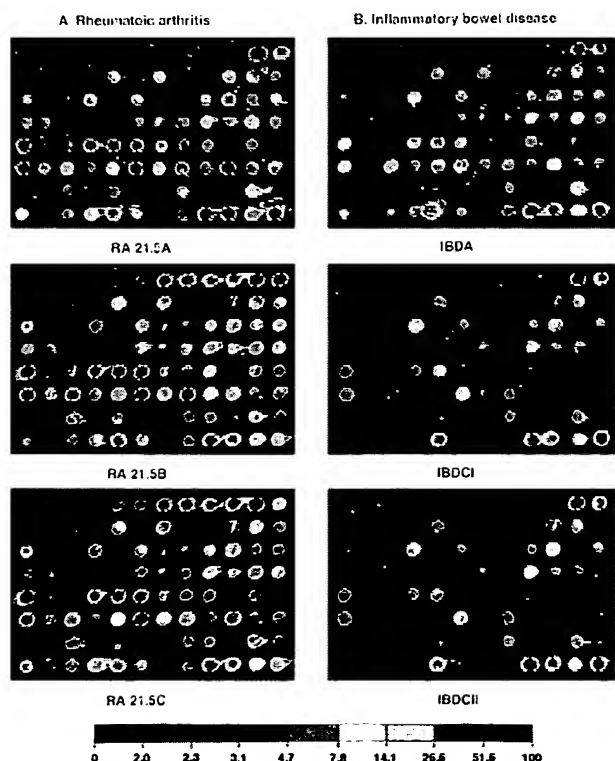 A. Rheumatoic arthritis
B. Inflammatory bowel disease
RA 21.5A
IBDA
RA 21.5B
IBDCI
RA 21.5C
IBDCII
0 2.0 2.3 3.1 4.7 7.8 14.1 26.6 51.6 100